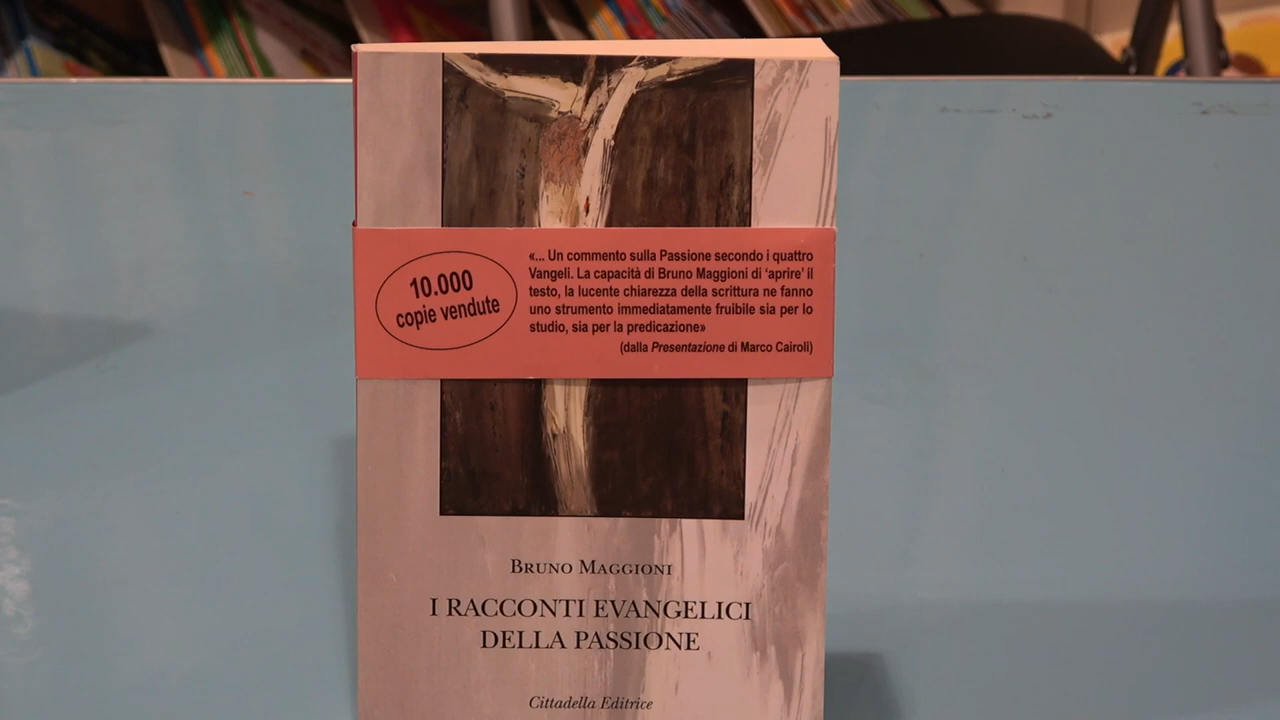 10.000
copie vendute
«... Un commento sulla Passione secondo i quattro
Vangeli. La capacità di Bruno Maggioni di ‘aprire’ il
testo, la lucente chiarezza della scrittura ne fanno
uno strumento immediatamente fruibile sia per lo
studio, sia per la predicazione»
(dalla Presentazione di Marco Cairoli)
BRUNO MAGGIONI
I RACCONTI EVANGELICI
DELLA PASSIONE
Cittadella Editrice